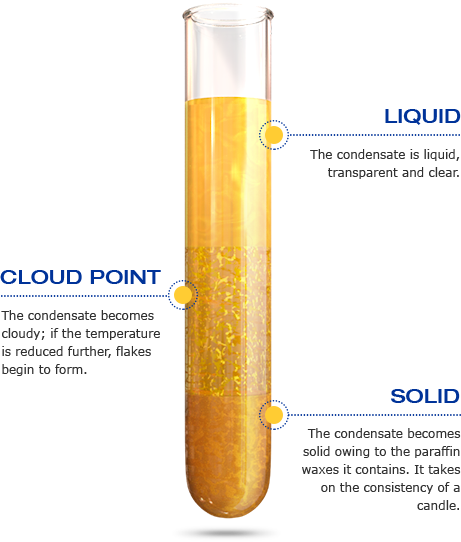 LIQUID
The condensate is liquid,
transparent and clear.
CLOUD POINT
The condensate becomes
cloudy; if the temperature
is reduced further, flakes
begin to form.
SOLID
The condensate becomes
solid owing to the paraffin
waxes it contains. It takes
on the consistency of a
candle.